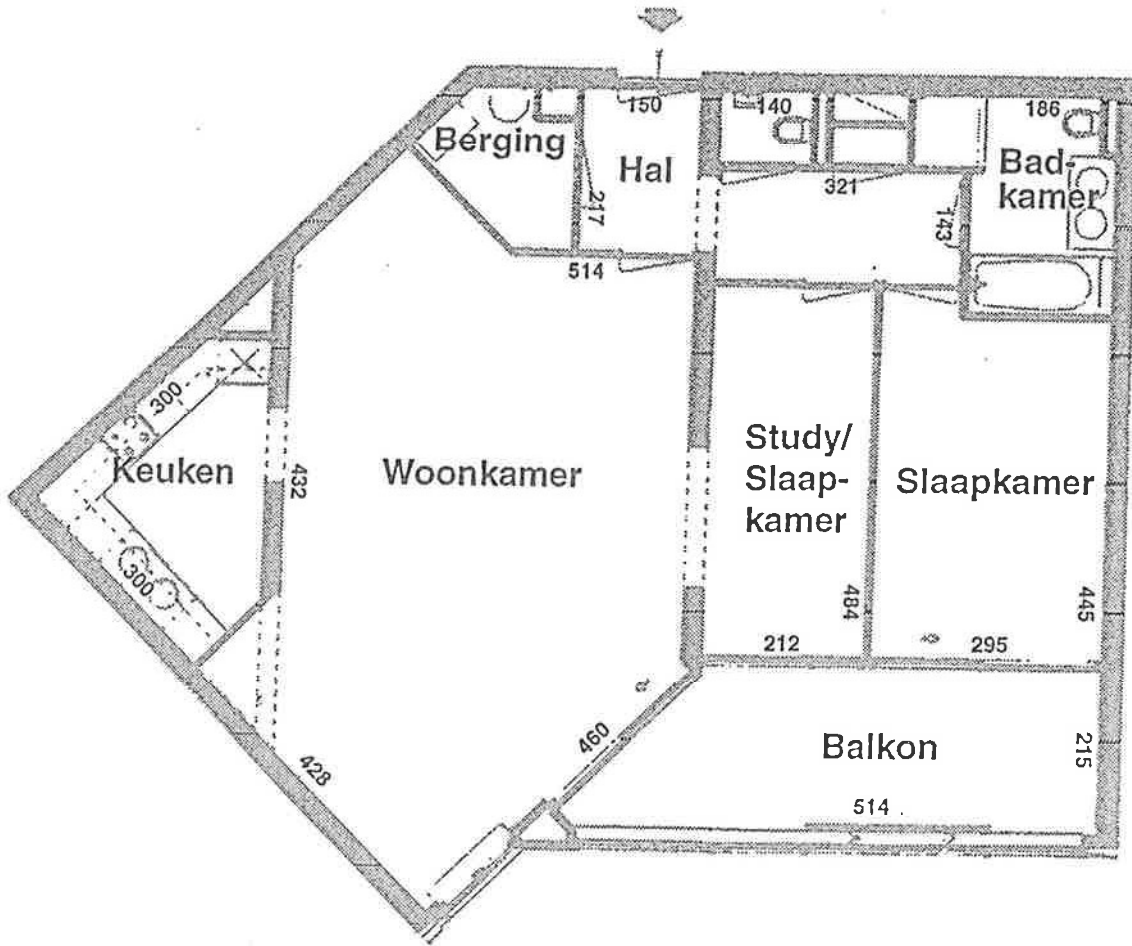 150
140
186
Berging
Hal
Bad-
kamer
217
321
143
514
300
Keuken
432
Woonkamer
Study/
Slaap-
kamer
Slaapkamer
300
484
445
212
295
460
428
Balkon
215
514